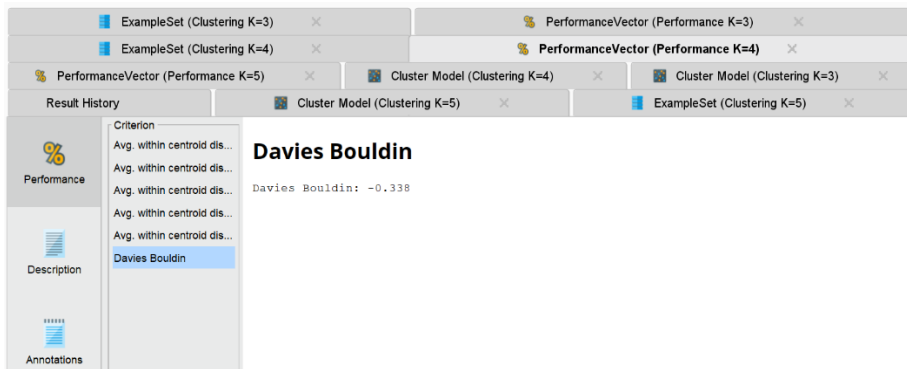 ExampleSet (Clustering K=3)
PerformanceVector (Performance K=3)
ExampleSet (Clustering K=4)
PerformanceVector (Performance K=4)
PerformanceVector (Performance K=5)
Cluster Model (Clustering K=4)
Cluster Model (Clustering K=3)
Result History
Cluster Model (Clustering K=5)
ExampleSet (Clustering K=5)
Performance
Description
Annotations
Criterion
Avg. within centroid dis...
Avg. within centroid dis...
Avg. within centroid dis...
Avg. within centroid dis...
Avg. within centroid dis...
Davies Bouldin
Davies Bouldin
Davies Bouldin: -0.338